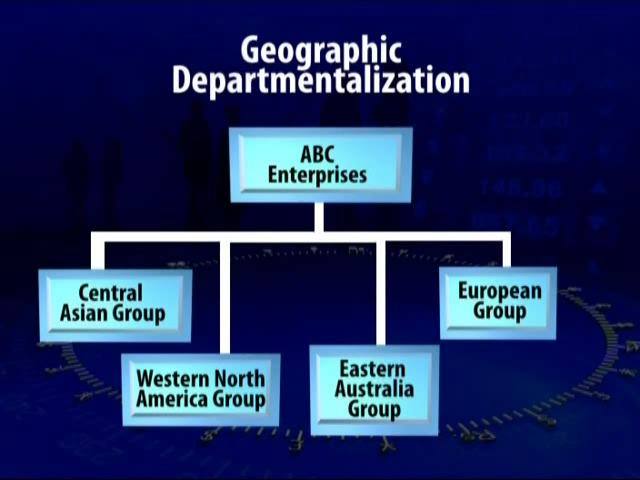 Geographic
Departmentalization
ABC
Enterprises
Central
Asian Group
European
Group
Western North
America Group
Eastern
Australia
Group